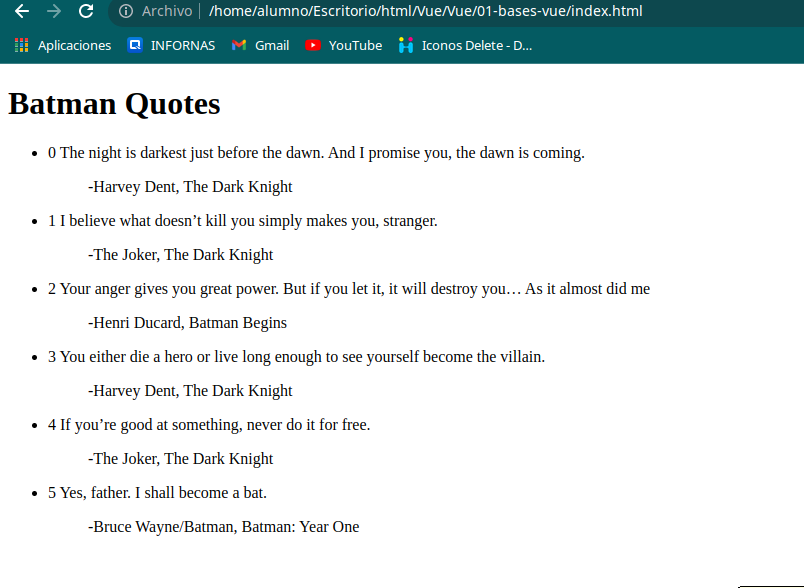 Archivo | /home/alumno/Escritorio/html/Vue/Vue/01-bases-vue/index.html
Aplicaciones INFORNAS Gmail YouTube Iconos Delete - D...
Batman Quotes
• 0 The night is darkest just before the dawn. And I promise you, the dawn is coming.
-Harvey Dent, The Dark Knight
• 1 I believe what doesn’t kill you simply makes you, stranger.
-The Joker, The Dark Knight
• 2 Your anger gives you great power. But if you let it, it will destroy you… As it almost did me
-Henri Ducard, Batman Begins
• 3 You either die a hero or live long enough to see yourself become the villain.
-Harvey Dent, The Dark Knight
• 4 If you’re good at something, never do it for free.
-The Joker, The Dark Knight
• 5 Yes, father. I shall become a bat.
-Bruce Wayne/Batman, Batman: Year One